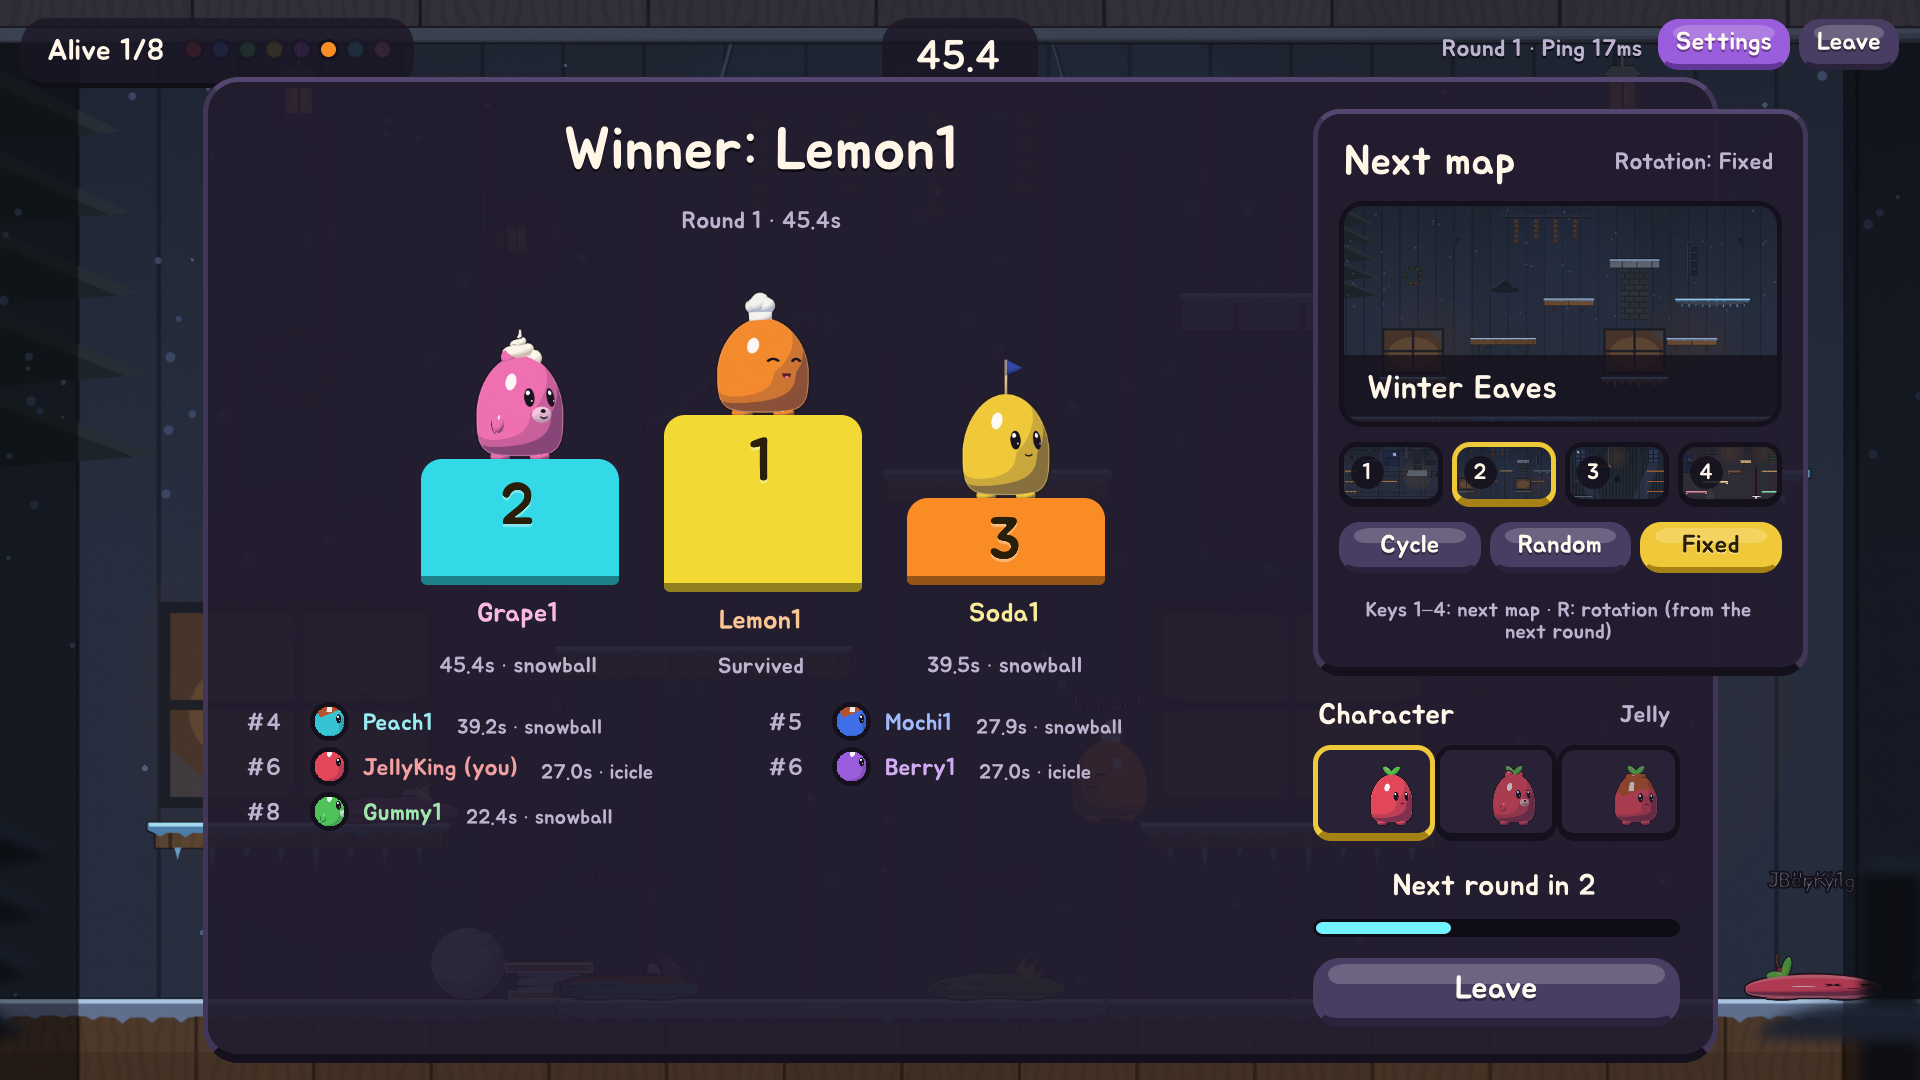 Alive 1/8
45.4
Round 1 · Ping 17ms
Settings
Leave
Winner: Lemon1
Round 1 · 45.4s
2
1
3
Grape1
Lemon1
Soda1
45.4s · snowball
Survived
39.5s · snowball
#4 Peach1 39.2s · snowball
#5 Mochi1 27.9s · snowball
#6 JellyKing (you) 27.0s · icicle
#6 Berry1 27.0s · icicle
#8 Gummy1 22.4s · snowball
Next map
Rotation: Fixed
Winter Eaves
1
2
3
4
Cycle
Random
Fixed
Keys 1–4: next map · R: rotation (from the
next round)
Character
Jelly
Next round in 2
Leave
Lemon1